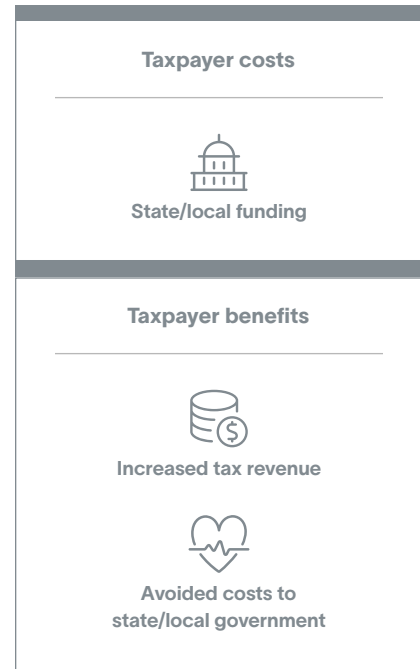 Taxpayer costs
State/local funding
Taxpayer benefits
$
Increased tax revenue
Avoided costs to
state/local government